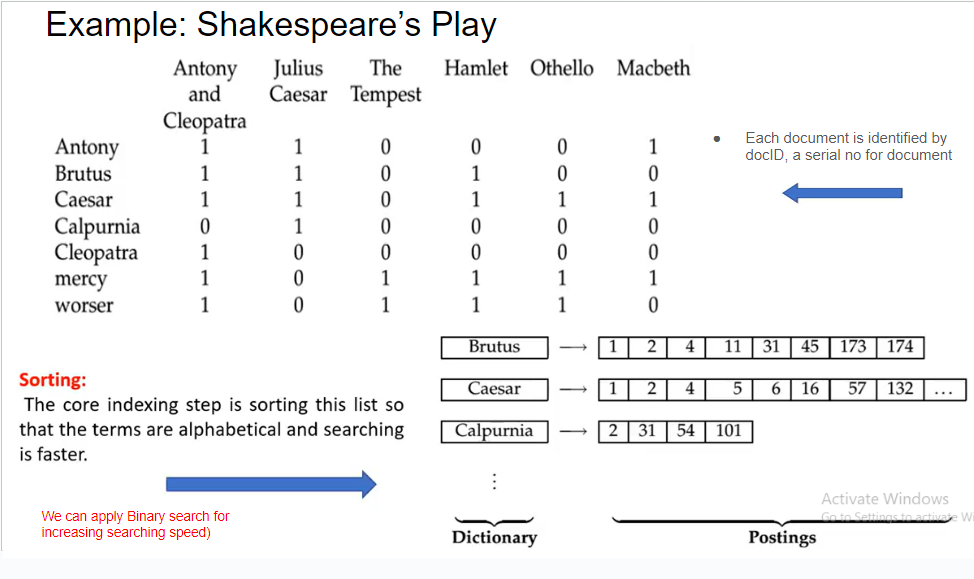 Example: Shakespeare's Play
Antony and Cleopatra Julius Caesar The Tempest Hamlet Othello Macbeth
Antony 1 1 0 0 0 1
Brutus 1 1 0 1 0 0
Caesar 1 1 0 1 1 1
Calpurnia 0 1 0 0 0 0
Cleopatra 1 0 0 0 0 0
mercy 1 0 1 1 1 1
worser 1 0 1 1 1 0
• Each document is identified by
docID, a serial no for document
Brutus → 1 2 4 11 31 45 173 174
Caesar → 1 2 4 5 6 16 57 132 ...
Calpurnia → 2 31 54 101
⋮
Dictionary Postings
Sorting:
The core indexing step is sorting this list so
that the terms are alphabetical and searching
is faster.
We can apply Binary search for
increasing searching speed)
Activate Windows
Go to Settings to activate Wi